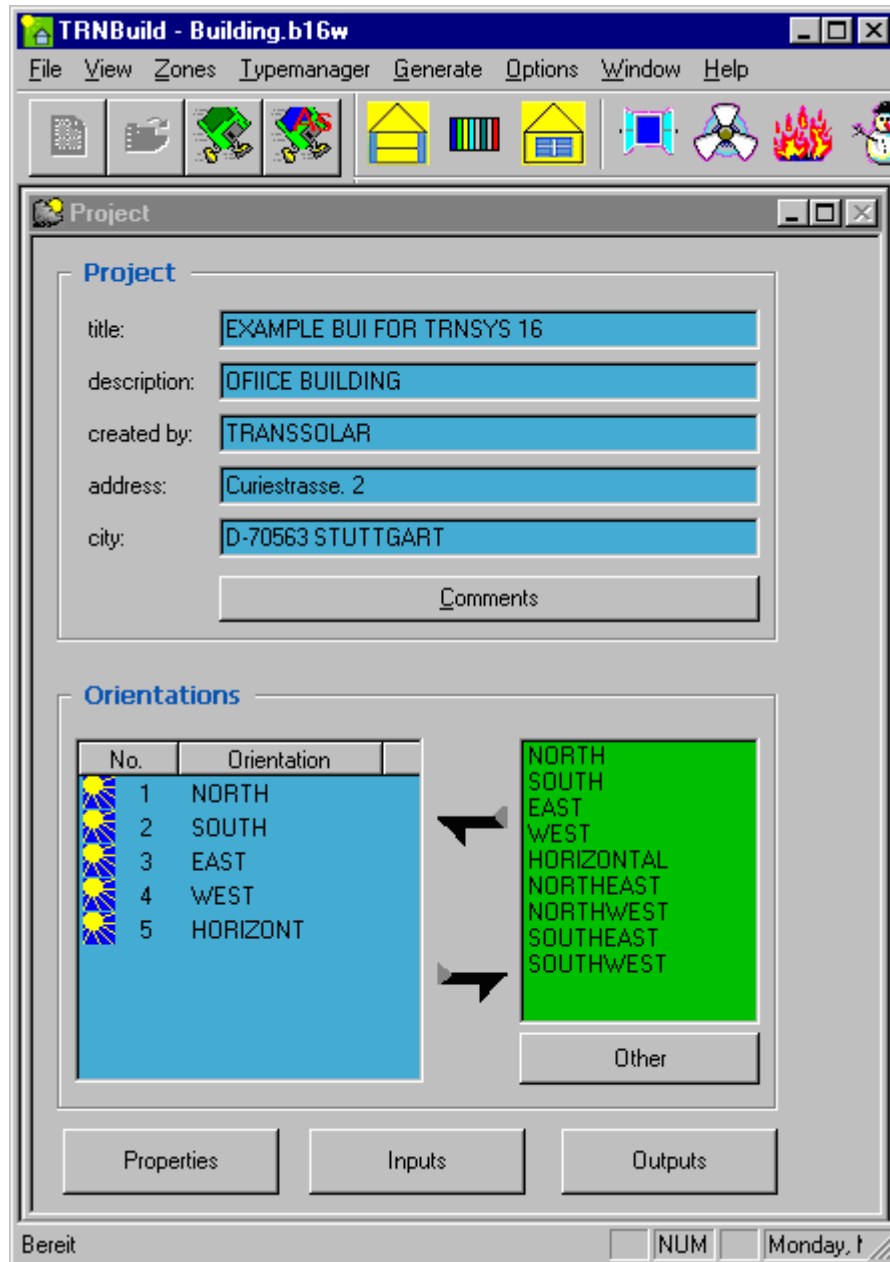 TRNBuild - Building.b16w
File View Zones Typemanager Generate Options Window Help
As
Project
Project
title: EXAMPLE BUI FOR TRNSYS 16
description: OFIICE BUILDING
created by: TRANSSOLAR
address: Curiestrasse. 2
city: D-70563 STUTTGART
Comments
Orientations
No. Orientation
1 NORTH
2 SOUTH
3 EAST
4 WEST
5 HORIZONT
NORTH
SOUTH
EAST
WEST
HORIZONTAL
NORTHEAST
NORTHWEST
SOUTHEAST
SOUTHWEST
Other
Properties Inputs Outputs
Bereit NUM Monday,